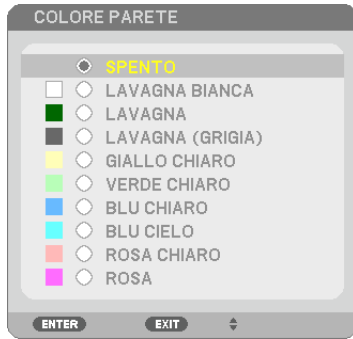 COLORE PARETE
SPENTO
LAVAGNA BIANCA
LAVAGNA
LAVAGNA (GRIGIA)
GIALLO CHIARO
VERDE CHIARO
BLU CHIARO
BLU CIELO
ROSA CHIARO
ROSA
ENTER EXIT